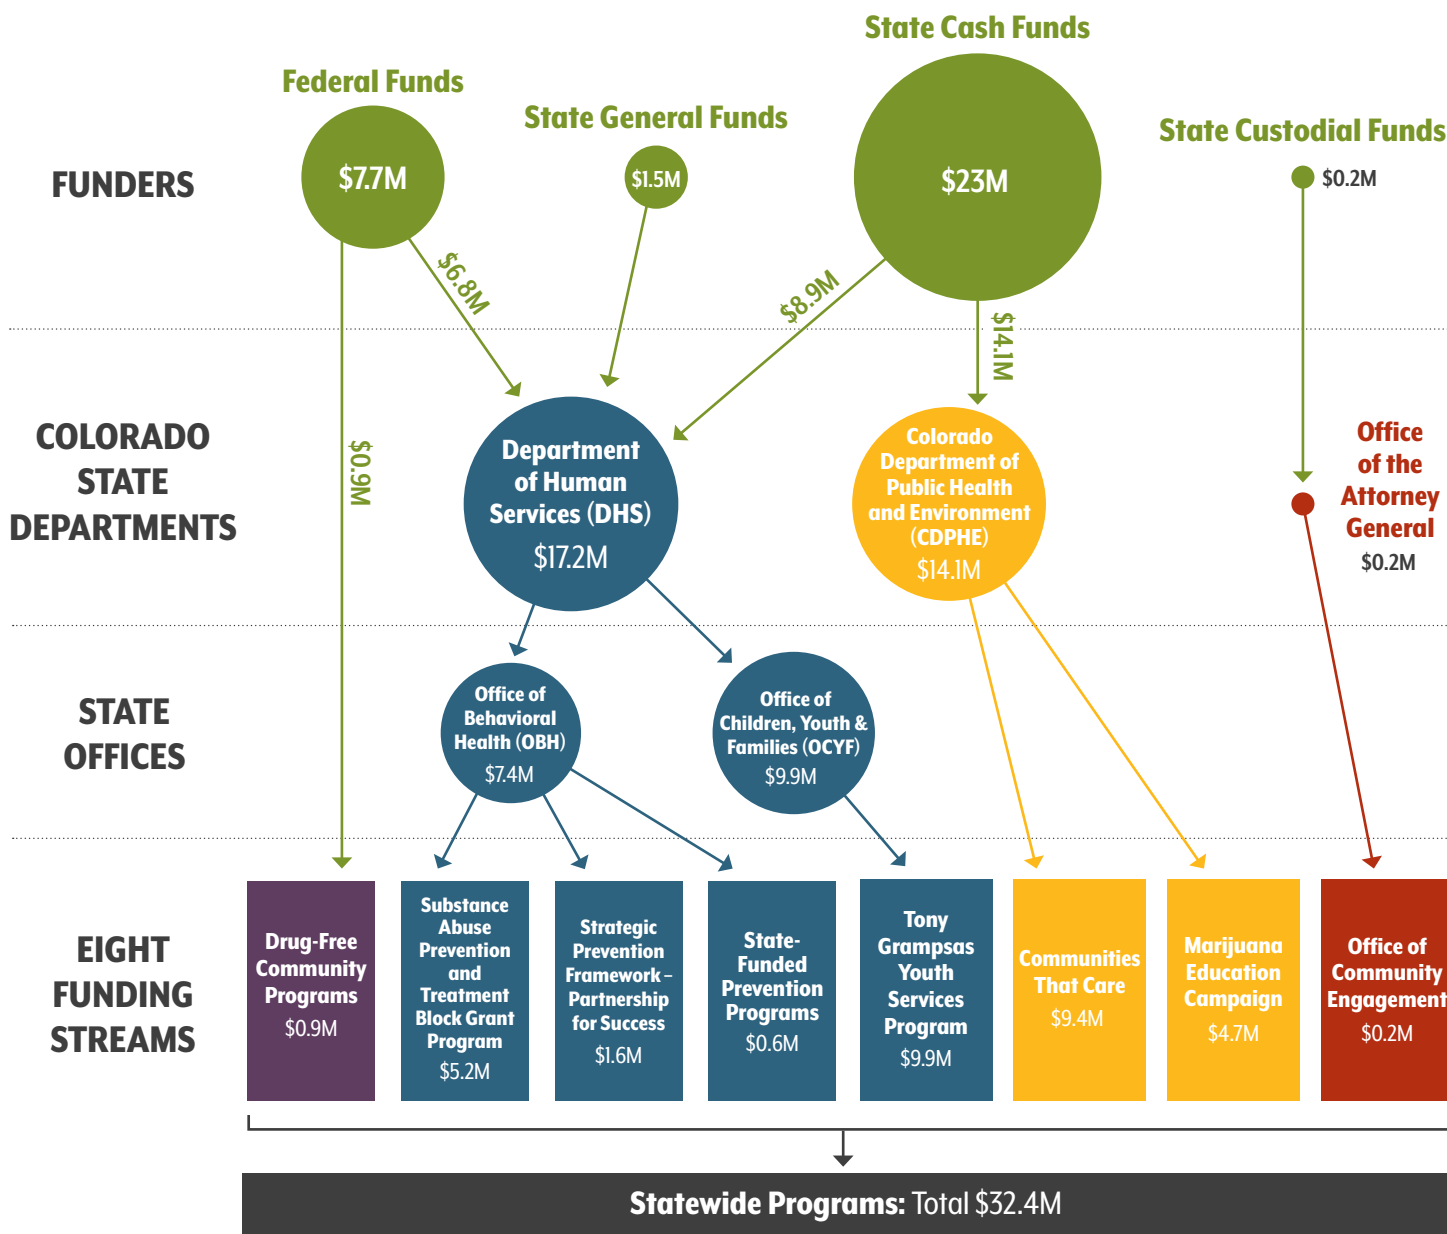 State Cash Funds
Federal Funds
State General Funds
State Custodial Funds
FUNDERS
$7.7M
$1.5M
$23M
$0.2M
$6.8M
$8.9M
$14.1M
$0.9M
COLORADO
STATE
DEPARTMENTS
Department
of Human
Services (DHS)
$17.2M
Colorado
Department of
Public Health
and Environment
(CDPHE)
$14.1M
Office
of the
Attorney
General
$0.2M
STATE
OFFICES
Office of
Behavioral
Health (OBH)
$7.4M
Office of
Children, Youth &
Families (OCYF)
$9.9M
EIGHT
FUNDING
STREAMS
Drug-Free
Community
Programs
$0.9M
Substance
Abuse
Prevention
and
Treatment
Block Grant
Program
$5.2M
Strategic
Prevention
Framework –
Partnership
for Success
$1.6M
State-
Funded
Prevention
Programs
$0.6M
Tony
Grampsas
Youth
Services
Program
$9.9M
Communities
That Care
$9.4M
Marijuana
Education
Campaign
$4.7M
Office of
Community
Engagement
$0.2M
Statewide Programs: Total $32.4M